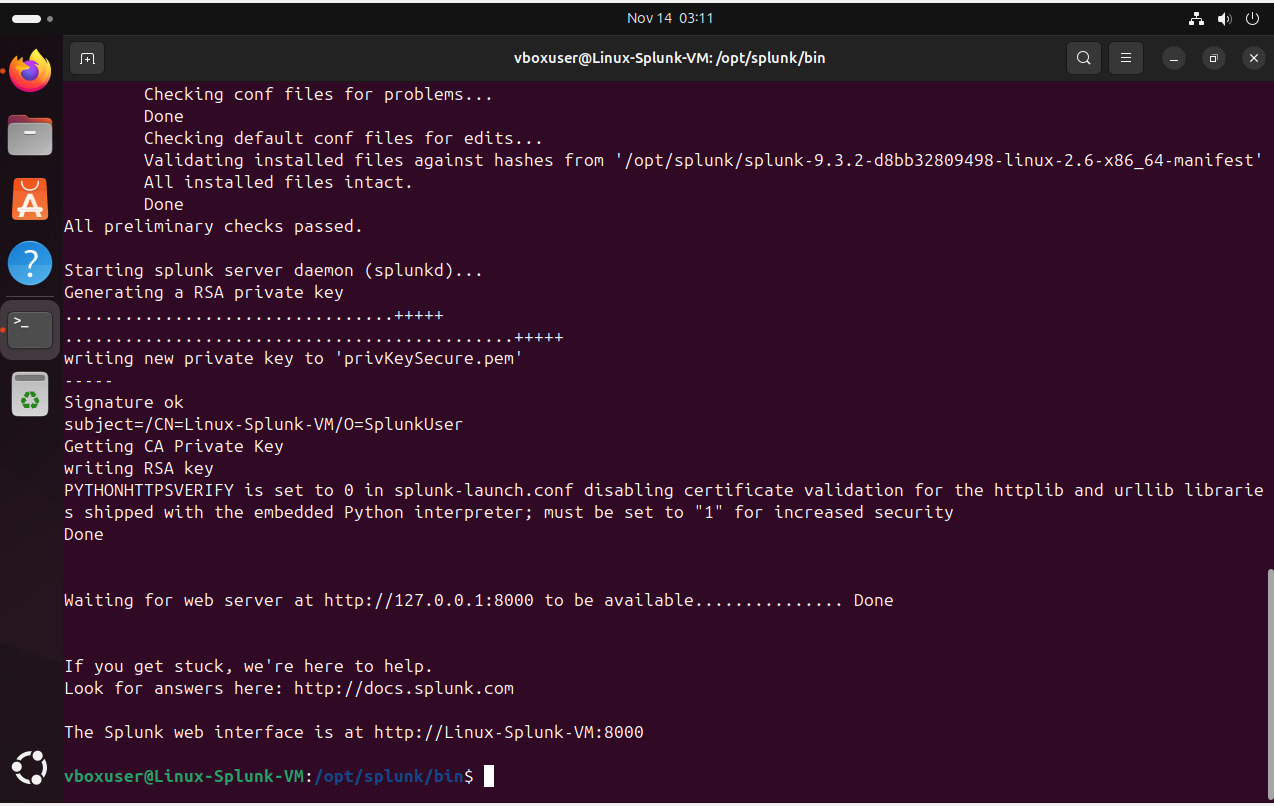 Nov 14 03:11
vboxuser@Linux-Splunk-VM: /opt/splunk/bin
Checking conf files for problems...
Done
Checking default conf files for edits...
Validating installed files against hashes from '/opt/splunk/splunk-9.3.2-d8bb32809498-linux-2.6-x86_64-manifest'
All installed files intact.
Done
All preliminary checks passed.
Starting splunk server daemon (splunkd)...
Generating a RSA private key
.................................+++++
.............................................+++++
writing new private key to 'privKeySecure.pem'
-----
Signature ok
subject=/CN=Linux-Splunk-VM/O=SplunkUser
Getting CA Private Key
writing RSA key
PYTHONHTTPSVERIFY is set to 0 in splunk-launch.conf disabling certificate validation for the httplib and urllib librarie
s shipped with the embedded Python interpreter; must be set to "1" for increased security
Done
Waiting for web server at http://127.0.0.1:8000 to be available............... Done
If you get stuck, we're here to help.
Look for answers here: http://docs.splunk.com
The Splunk web interface is at http://Linux-Splunk-VM:8000
vboxuser@Linux-Splunk-VM:/opt/splunk/bin$